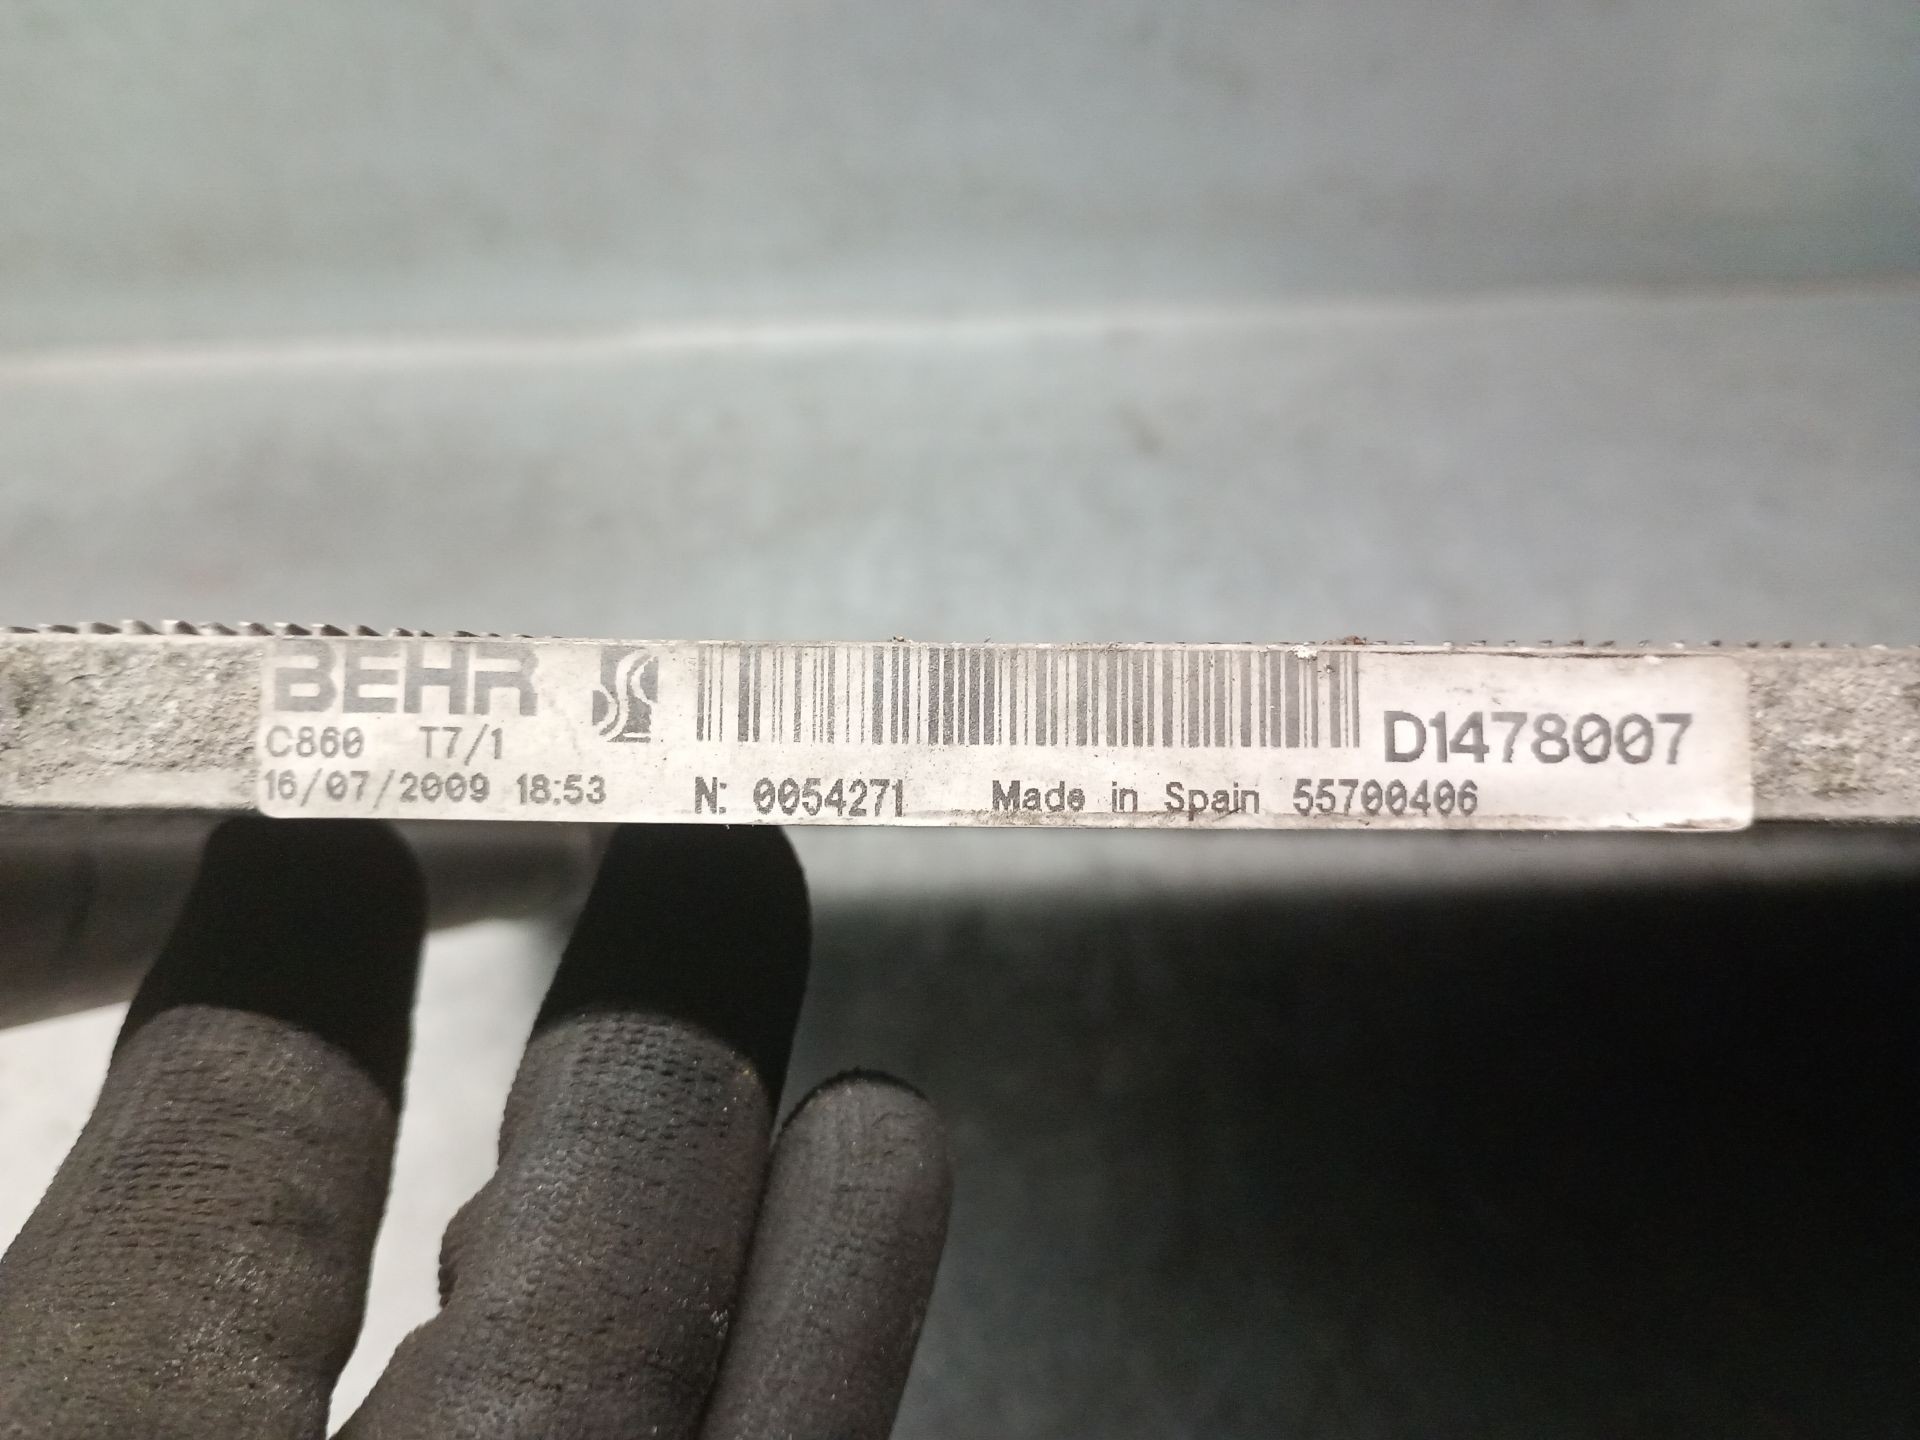 BEHR
C860 T7/1
16/07/2009 18:53
N: 0054271 Made in Spain 55700406
D1478007